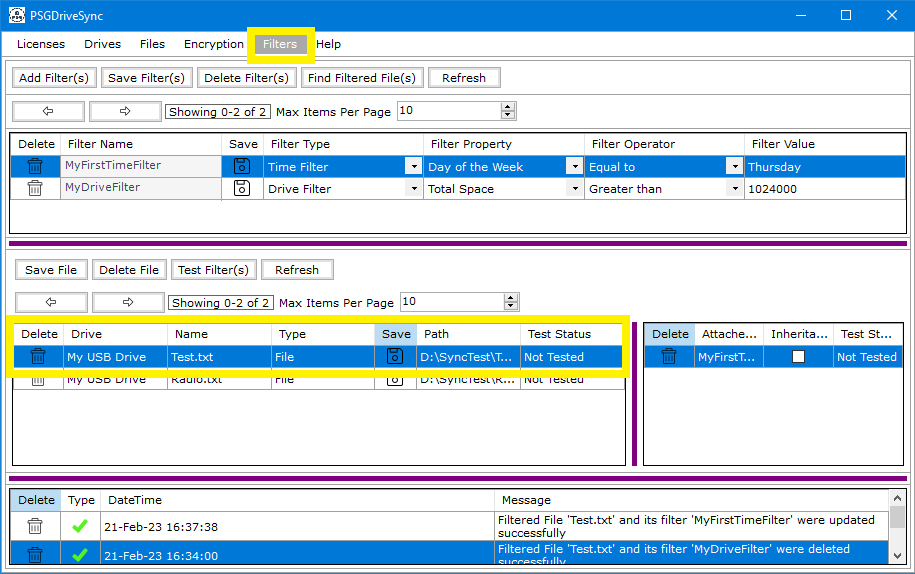 PSGDriveSync
Licenses Drives Files Encryption Filters Help
Add Filter(s) Save Filter(s) Delete Filter(s) Find Filtered File(s) Refresh
Showing 0-2 of 2 Max Items Per Page 10
Delete Filter Name Save Filter Type Filter Property Filter Operator Filter Value
MyFirstTimeFilter Time Filter Day of the Week Equal to Thursday
MyDriveFilter Drive Filter Total Space Greater than 1024000
Save File Delete File Test Filter(s) Refresh
Showing 0-2 of 2 Max Items Per Page 10
Delete Drive Name Type Save Path Test Status
My USB Drive Test.txt File D:\SyncTest\T... Not Tested
My USB Drive Radio.txt File D:\SyncTest\R... Not Tested
Delete Attache... Inherita... Test St...
MyFirstT... Not Tested
Delete Type DateTime Message
21-Feb-23 16:37:38 Filtered File 'Test.txt' and its filter 'MyFirstTimeFilter' were updated
successfully
21-Feb-23 16:34:00 Filtered File 'Test.txt' and its filter 'MyDriveFilter' were deleted
successfully